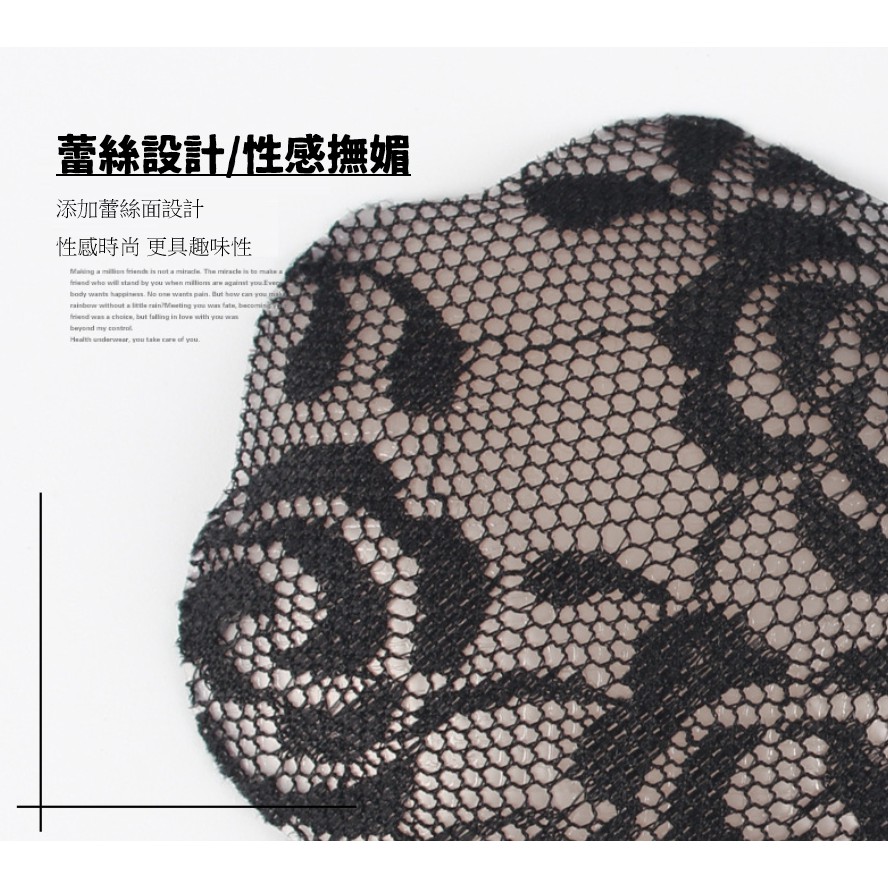 蕾絲設計/性感撫媚
添加蕾絲面設計
性感時尚 更具趣味性
Making a million friends is not a miracle. The miracle is to make a
friend who will stand by you when millions are against you.Every
body wants happiness. No one wants pain. But how can you make
rainbow without a little rain?Meeting you was fate, becoming
friend was a choice, but falling in love with you was
beyond my control.
Health underwear, you take care of you.